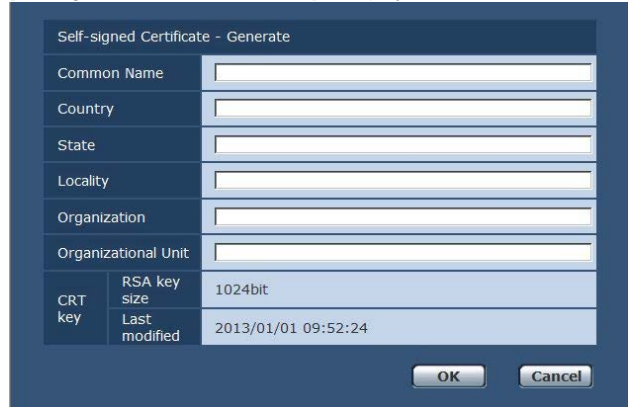 Self-signed Certificate - Generate
Common Name
Country
State
Locality
Organization
Organizational Unit
CRT key
RSA key size
1024bit
Last modified
2013/01/01 09:52:24
OK
Cancel